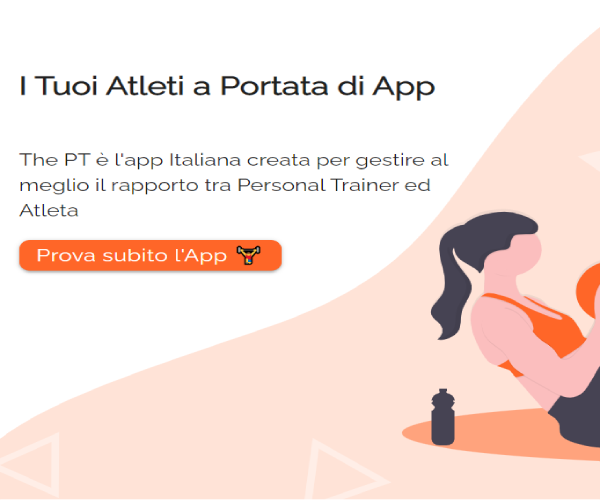 I Tuoi Atleti a Portata di App
The PT è l'app Italiana creata per gestire al
meglio il rapporto tra Personal Trainer ed
Atleta
Prova subito l'App